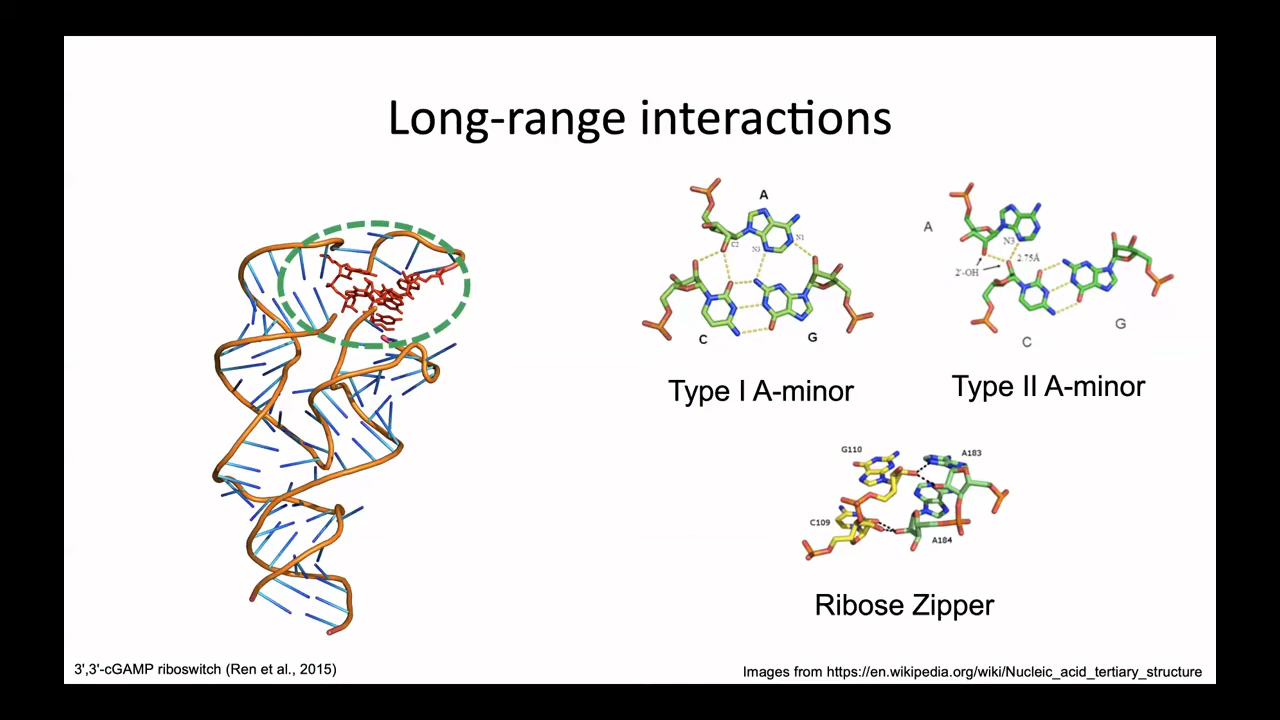 Long-range interactions
A
C2
N3
N1
C
G
Type I A-minor
A
N3
2.75Å
2'-OH
C
G
Type II A-minor
G110
A183
C109
A184
Ribose Zipper
3',3'-cGAMP riboswitch (Ren et al., 2015)
Images from https://en.wikipedia.org/wiki/Nucleic_acid_tertiary_structure